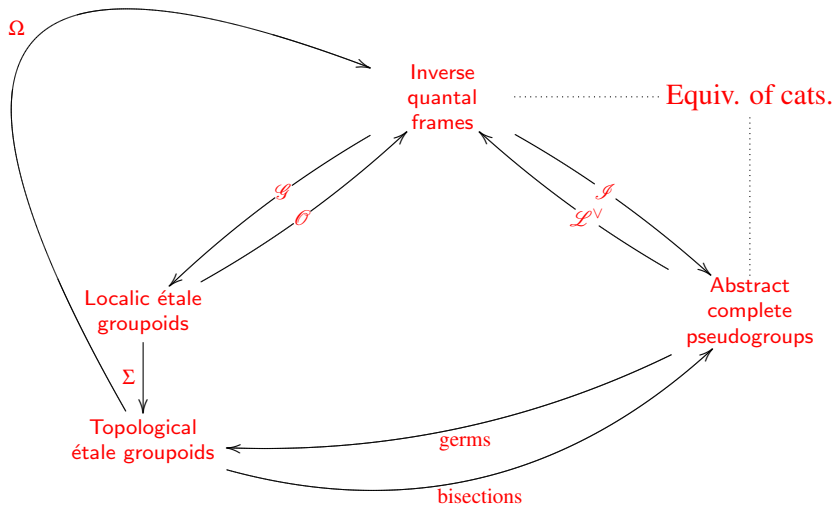 Ω
Inverse
quantal
frames
Equiv. of cats.
𝒢
𝒪
ℐ
ℒ∨
Localic étale
groupoids
Abstract
complete
pseudogroups
Σ
Topological
étale groupoids
germs
bisections